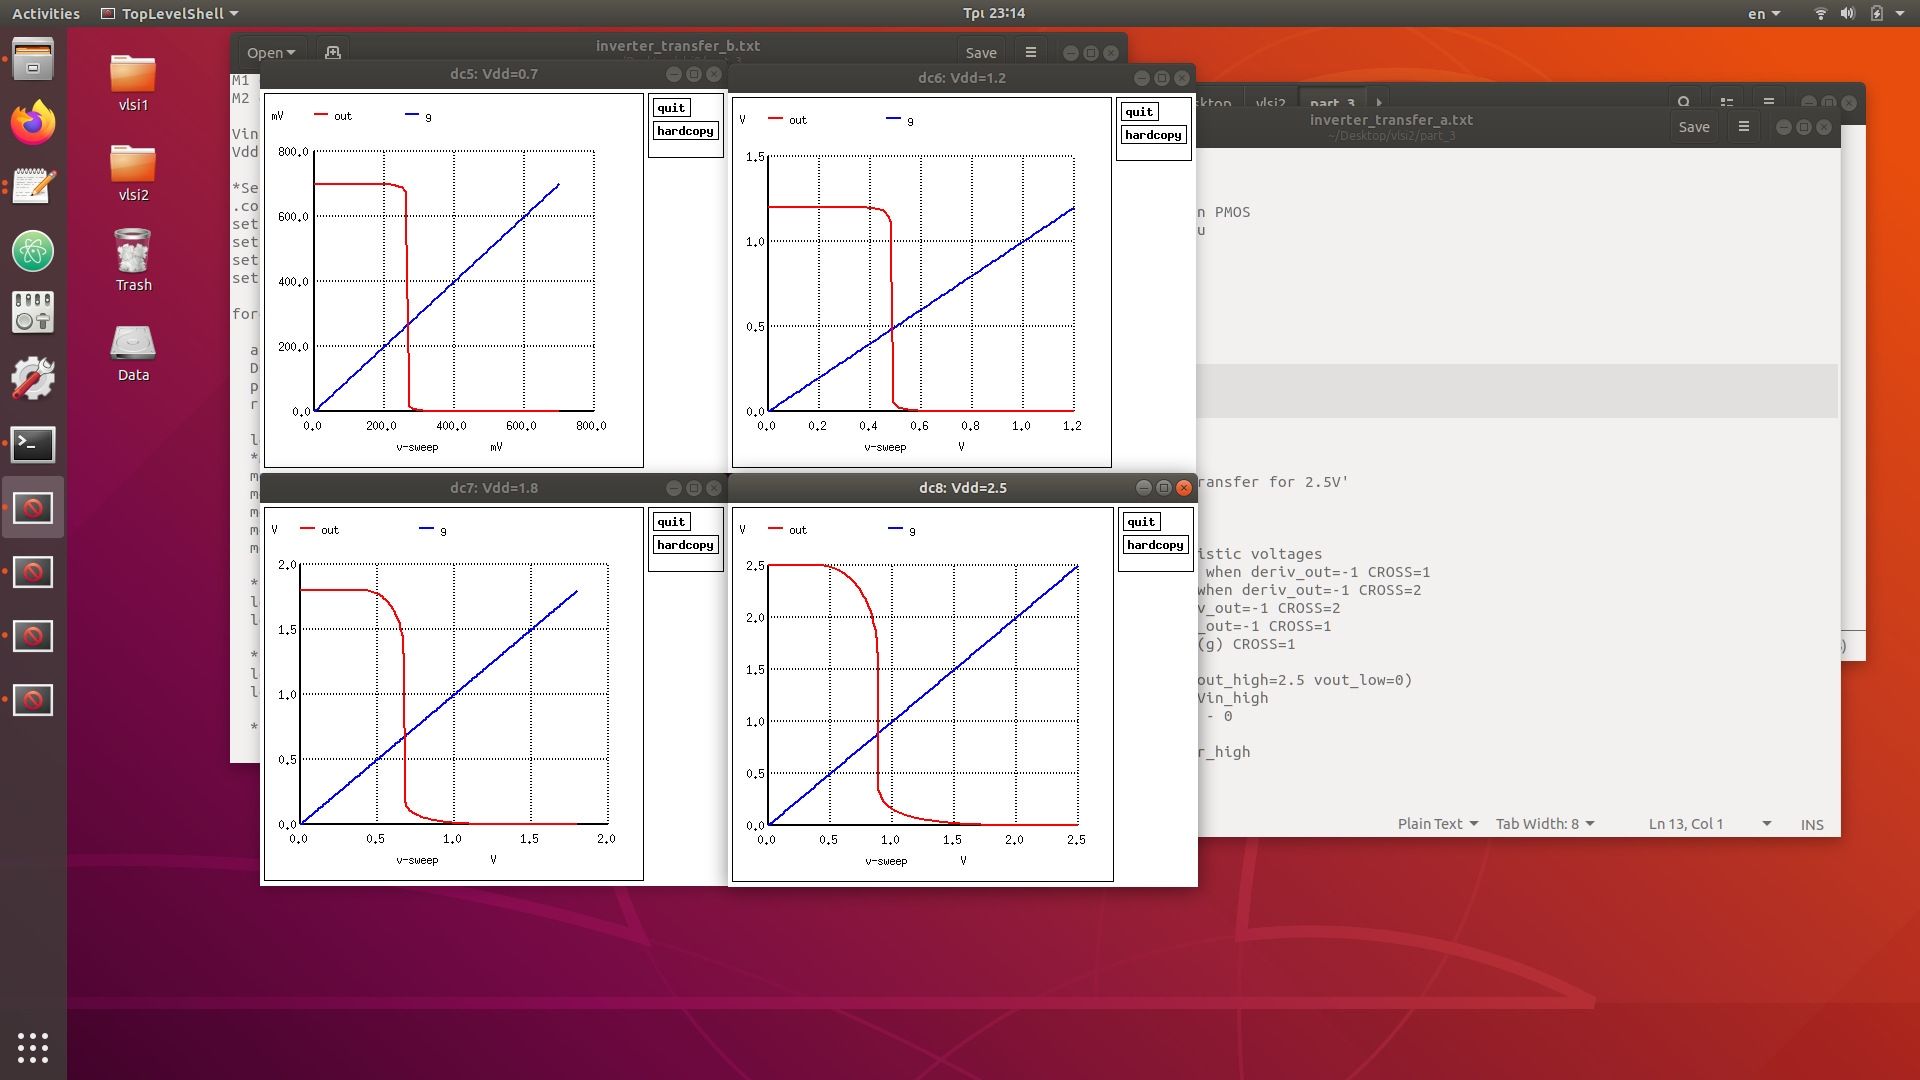 Activities
TopLevelShell
Τρι 23:14
en
vlsi1
vlsi2
Trash
Data
Open
inverter_transfer_b.txt
Save
M1
M2
Vin
Vdd
*Se
.co
set
set
set
set
for
dc5: Vdd=0.7
mV
out
g
quit
hardcopy
800.0
600.0
400.0
200.0
0.0
0.0 200.0 400.0 600.0 800.0
v-sweep mV
dc6: Vdd=1.2
V
out
g
quit
hardcopy
1.5
1.0
0.5
0.0
0.0 0.2 0.4 0.6 0.8 1.0 1.2
v-sweep V
dc7: Vdd=1.8
V
out
g
quit
hardcopy
2.0
1.5
1.0
0.5
0.0
0.0 0.5 1.0 1.5 2.0
v-sweep V
dc8: Vdd=2.5
V
out
g
quit
hardcopy
2.5
2.0
1.5
1.0
0.5
0.0
0.0 0.5 1.0 1.5 2.0 2.5
v-sweep V
vlsi2
part_3
inverter_transfer_a.txt
~/Desktop/vlsi2/part_3
Save
n PMOS
u
ransfer for 2.5V'
istic voltages
when deriv_out=-1 CROSS=1
when deriv_out=-1 CROSS=2
v_out=-1 CROSS=2
_out=-1 CROSS=1
(g) CROSS=1
out_high=2.5 vout_low=0)
Vin_high
- 0
r_high
Plain Text
Tab Width: 8
Ln 13, Col 1
INS